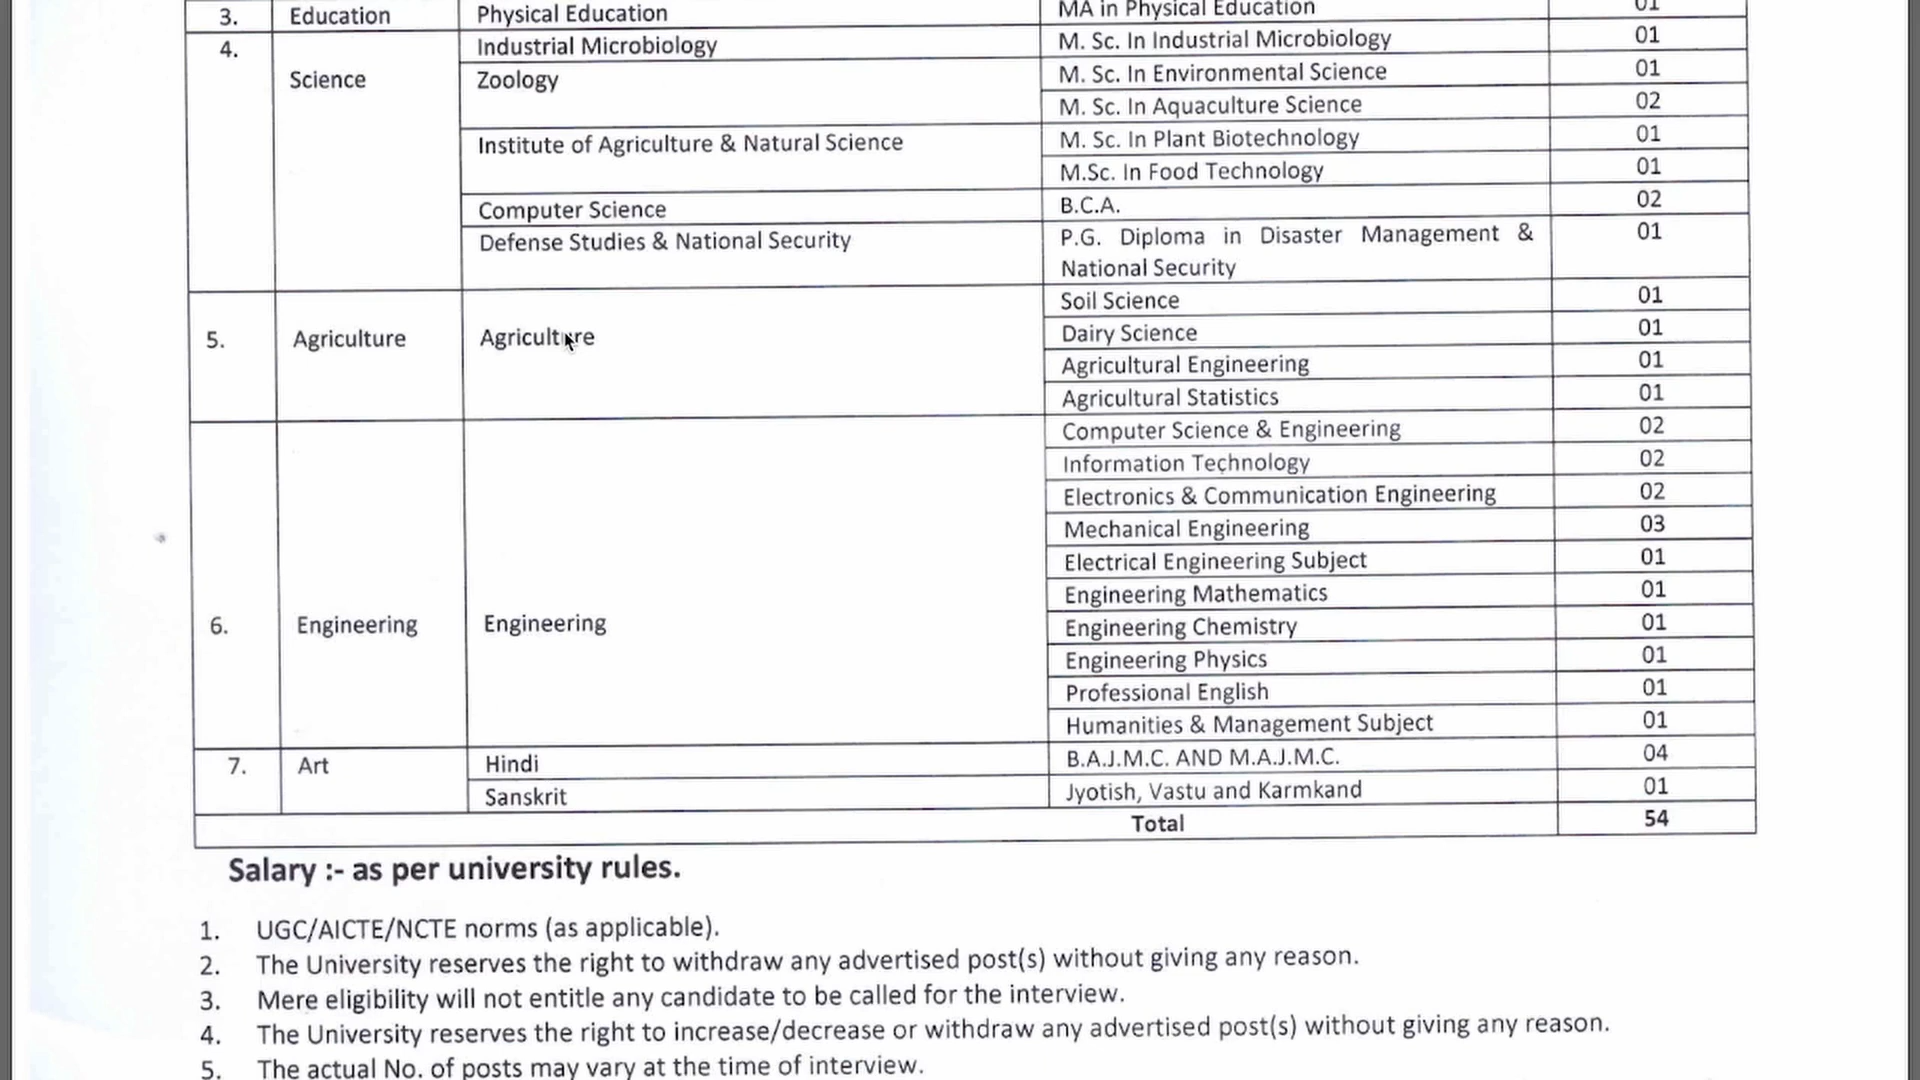 3. Education Physical Education MA in Physical Education 01
4. Science Industrial Microbiology M. Sc. In Industrial Microbiology 01
Zoology M. Sc. In Environmental Science 01
M. Sc. In Aquaculture Science 02
Institute of Agriculture & Natural Science M. Sc. In Plant Biotechnology 01
M.Sc. In Food Technology 01
Computer Science B.C.A. 02
Defense Studies & National Security P.G. Diploma in Disaster Management & 01
National Security
5. Agriculture Agriculture Soil Science 01
Dairy Science 01
Agricultural Engineering 01
Agricultural Statistics 01
6. Engineering Engineering Computer Science & Engineering 02
Information Technology 02
Electronics & Communication Engineering 02
Mechanical Engineering 03
Electrical Engineering Subject 01
Engineering Mathematics 01
Engineering Chemistry 01
Engineering Physics 01
Professional English 01
Humanities & Management Subject 01
7. Art Hindi B.A.J.M.C. AND M.A.J.M.C. 04
Sanskrit Jyotish, Vastu and Karmkand 01
Total 54
Salary :- as per university rules.
1. UGC/AICTE/NCTE norms (as applicable).
2. The University reserves the right to withdraw any advertised post(s) without giving any reason.
3. Mere eligibility will not entitle any candidate to be called for the interview.
4. The University reserves the right to increase/decrease or withdraw any advertised post(s) without giving any reason.
5. The actual No. of posts may vary at the time of interview.